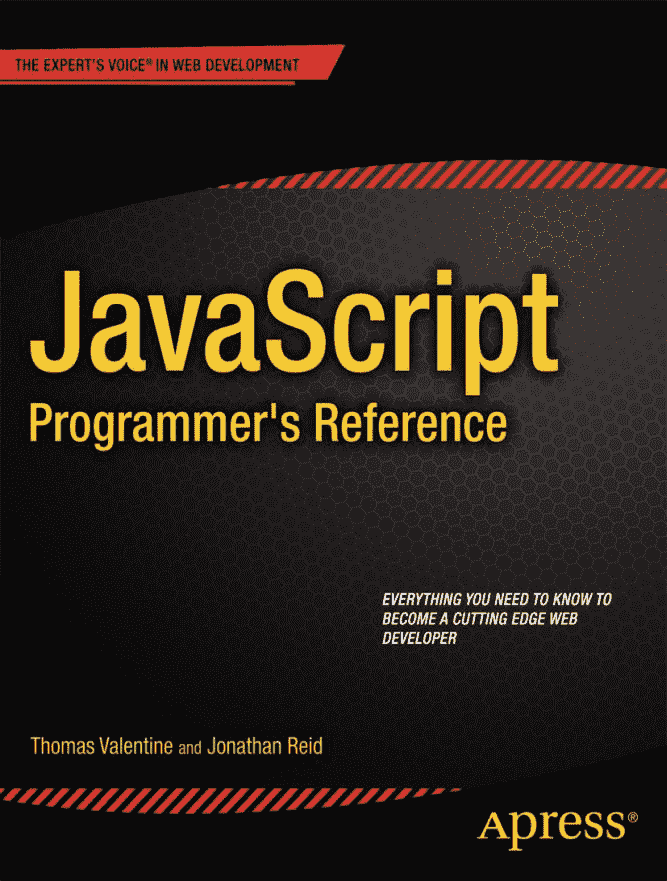 THE EXPERT'S VOICE® IN WEB DEVELOPMENT
JavaScript
Programmer's Reference
EVERYTHING YOU NEED TO KNOW TO
BECOME A CUTTING EDGE WEB
DEVELOPER
Thomas Valentine and Jonathan Reid
Apress®